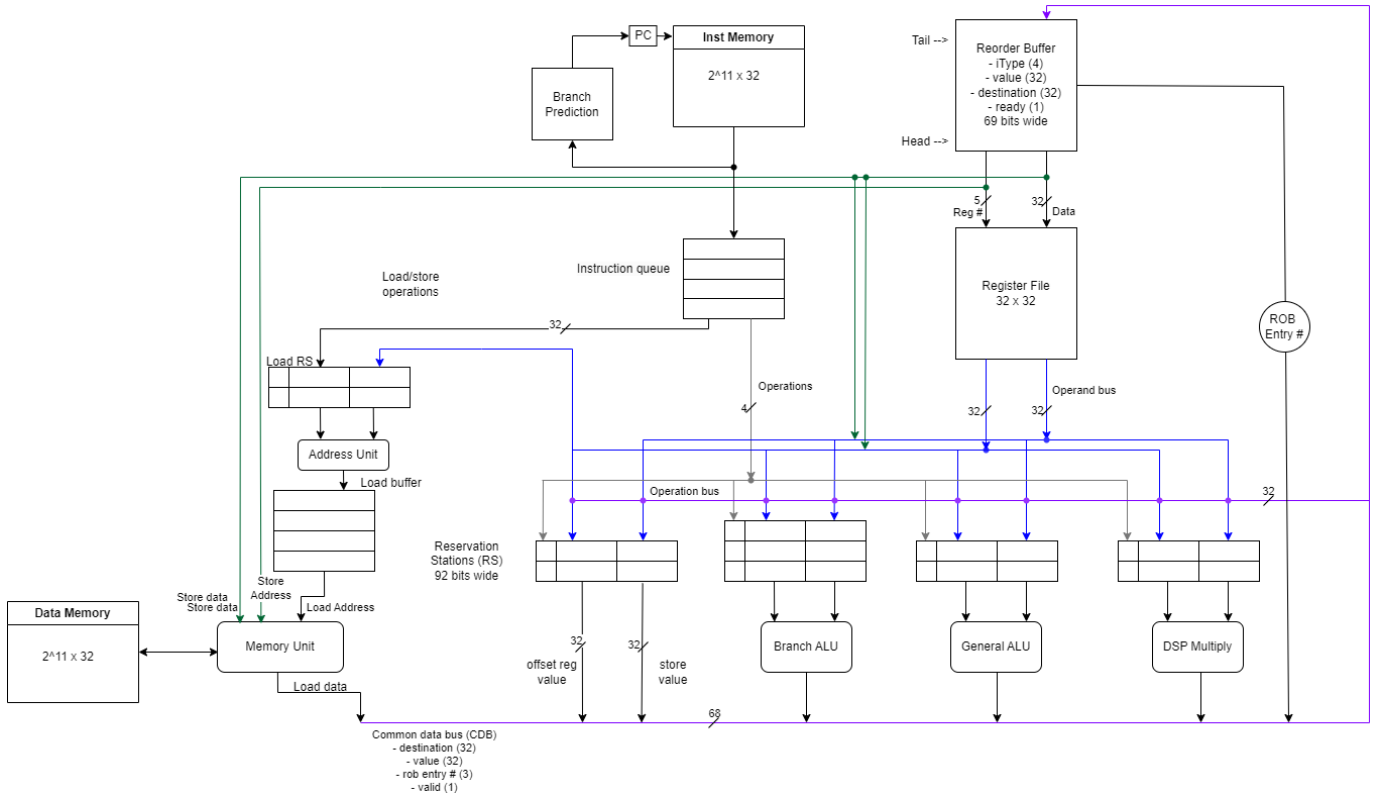 PC
Inst Memory
2^11 x 32
Branch
Prediction
Tail -->
Reorder Buffer
- iType (4)
- value (32)
- destination (32)
- ready (1)
69 bits wide
Head -->
5
32
Reg #
Data
Instruction queue
Load/store
operations
Register File
32 x 32
ROB
Entry #
32
Load RS
Operations
4
32
32
Operand bus
Address Unit
Load buffer
Operation bus
32
Reservation
Stations (RS)
92 bits wide
Store
Address
Store data
Store data
Load Address
Data Memory
2^11 x 32
Memory Unit
Load data
32
32
offset reg
value
store
value
Branch ALU
General ALU
DSP Multiply
68
Common data bus (CDB)
- destination (32)
- value (32)
- rob entry # (3)
- valid (1)